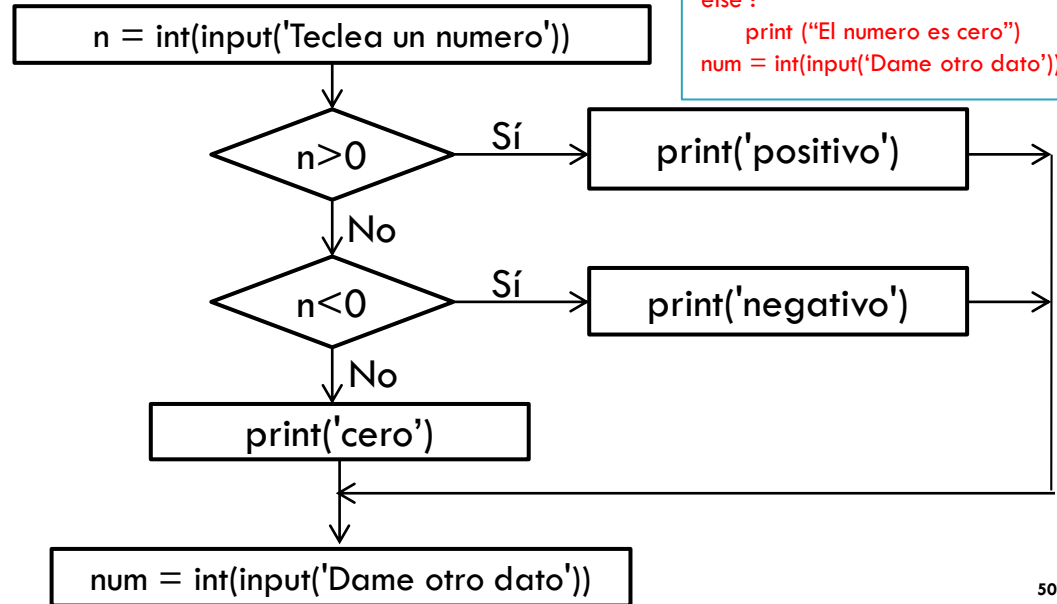 else :
print (“El numero es cero”)
num = int(input(‘Dame otro dato’))
n = int(input('Teclea un numero'))
n>0
Sí
print('positivo')
No
n<0
Sí
print('negativo')
No
print('cero’)
num = int(input('Dame otro dato'))
50